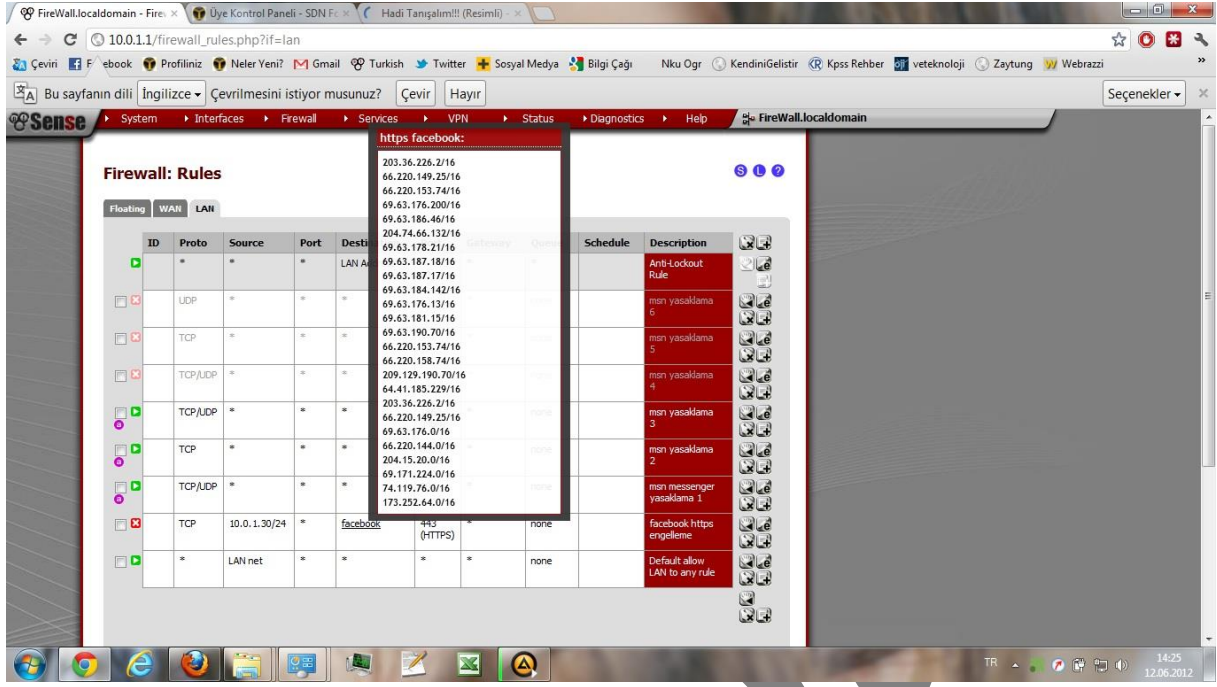 FireWall.localdomain - Fire
Üye Kontrol Paneli - SDN Fc
Hadi Tanışalım!!! (Resimli) -
10.0.1.1/firewall_rules.php?if=lan
Çeviri F ebook Profiliniz Neler Yeni? Gmail Turkish Twitter Sosyal Medya Bilgi Çağı Nku Ogr KendiniGelistir Kpss Rehber veteknoloji Zaytung Webrazzi
Bu sayfanın dili İngilizce Çevrilmesini istiyor musunuz? Çevir Hayır Seçenekler
Sense System Interfaces Firewall Services VPN Status Diagnostics Help FireWall.localdomain
Firewall: Rules
S L ?
Floating WAN LAN
https facebook:
203.36.226.2/16
66.220.149.25/16
66.220.153.74/16
69.63.176.200/16
69.63.186.46/16
204.74.66.132/16
69.63.178.21/16
69.63.187.18/16
69.63.187.17/16
69.63.184.142/16
69.63.176.13/16
69.63.181.15/16
69.63.190.70/16
66.220.153.74/16
66.220.158.74/16
209.129.190.70/16
64.41.185.229/16
203.36.226.2/16
66.220.149.25/16
69.63.176.0/16
66.220.144.0/16
204.15.20.0/16
69.171.224.0/16
74.119.76.0/16
173.252.64.0/16
ID Proto Source Port Desti Gateway Queue Schedule Description
* * * LAN A * * Anti-Lockout
Rule
UDP * * * none msn yasaklama
6
TCP * * * none msn yasaklama
5
TCP/UDP * * * none msn yasaklama
4
TCP/UDP * * * none msn yasaklama
3
TCP * * * none msn yasaklama
2
TCP/UDP * * * none msn messenger
yasaklama 1
TCP 10.0.1.30/24 * facebook 443
(HTTPS) * none facebook https
engelleme
* LAN net * * * * none Default allow
LAN to any rule
TR 14:25
12.06.2012